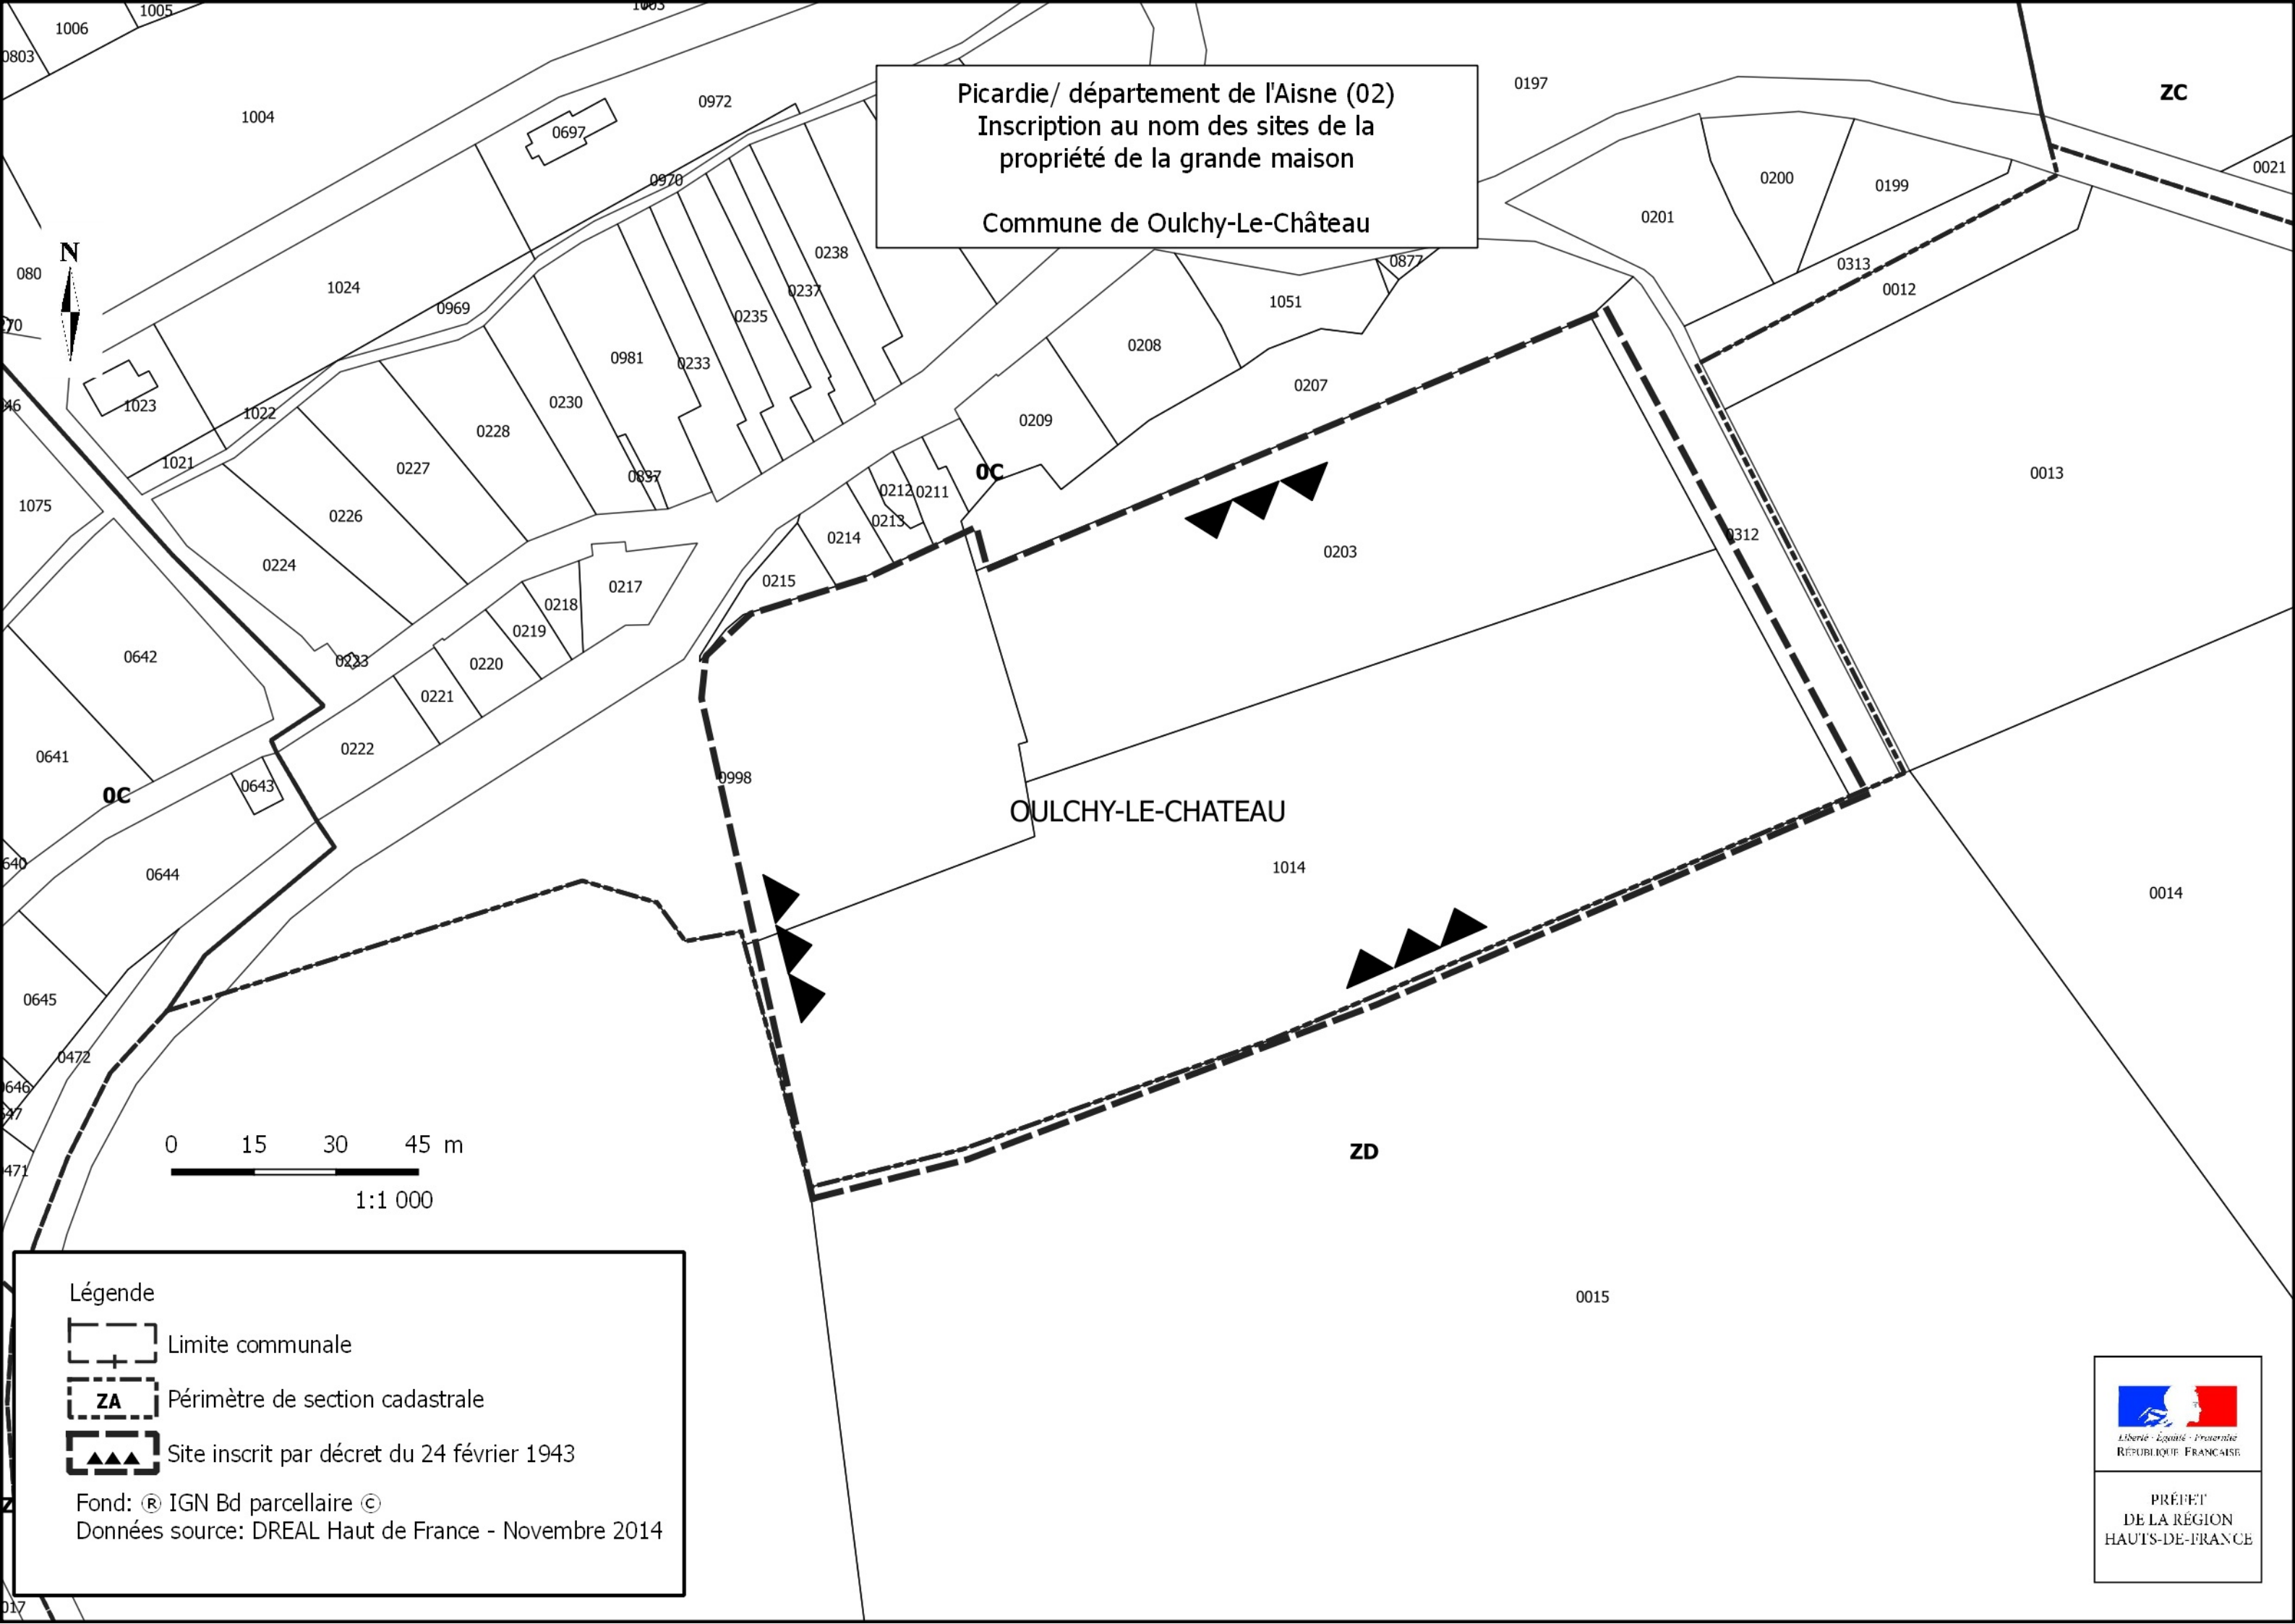 1005
1003
1006
0803
1004
0972
0697
0970
Picardie/ département de l'Aisne (02)
Inscription au nom des sites de la
propriété de la grande maison
Commune de Oulchy-Le-Château
0197
ZC
0021
0200
0199
0201
0313
0012
0877
N
080
1024
0969
0238
0237
0235
0233
0981
0230
0228
0227
0226
0224
1023
1022
1021
0837
1051
0208
0207
0209
0C
0212
0211
0213
0214
0215
0203
0312
0013
1075
0217
0218
0219
0220
0221
0222
0223
0642
0641
0C
0643
0998
OULCHY-LE-CHATEAU
1014
0014
640
0644
0645
0472
0646
471
0 15 30 45 m
1:1 000
ZD
0015
Légende
Limite communale
ZA
Périmètre de section cadastrale
Site inscrit par décret du 24 février 1943
Fond: ® IGN Bd parcellaire ©
Données source: DREAL Haut de France - Novembre 2014
Liberté · Égalité · Fraternité
RÉPUBLIQUE FRANÇAISE
PRÉFET
DE LA RÉGION
HAUTS-DE-FRANCE
017